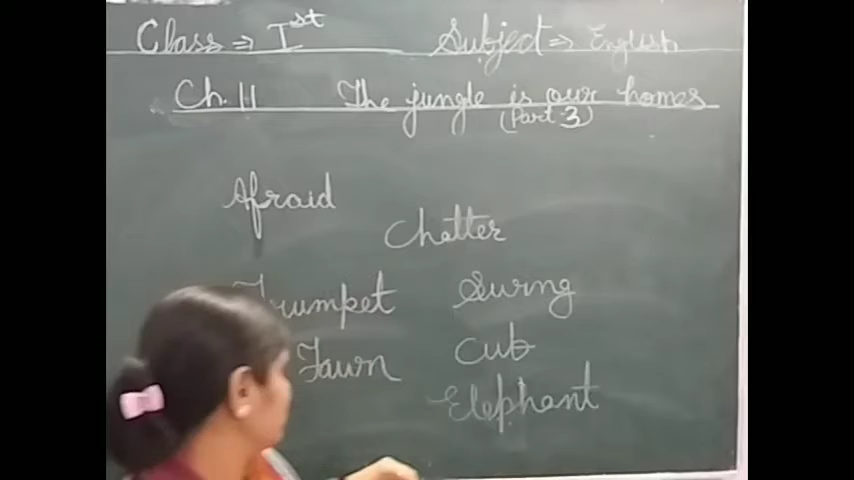 Class ⇒ Ist Subject ⇒ English
Ch. 11 The jungle is our homes
(Part 3)
Afraid
Chatter
Trumpet Swing
Fawn Cub
Elephant